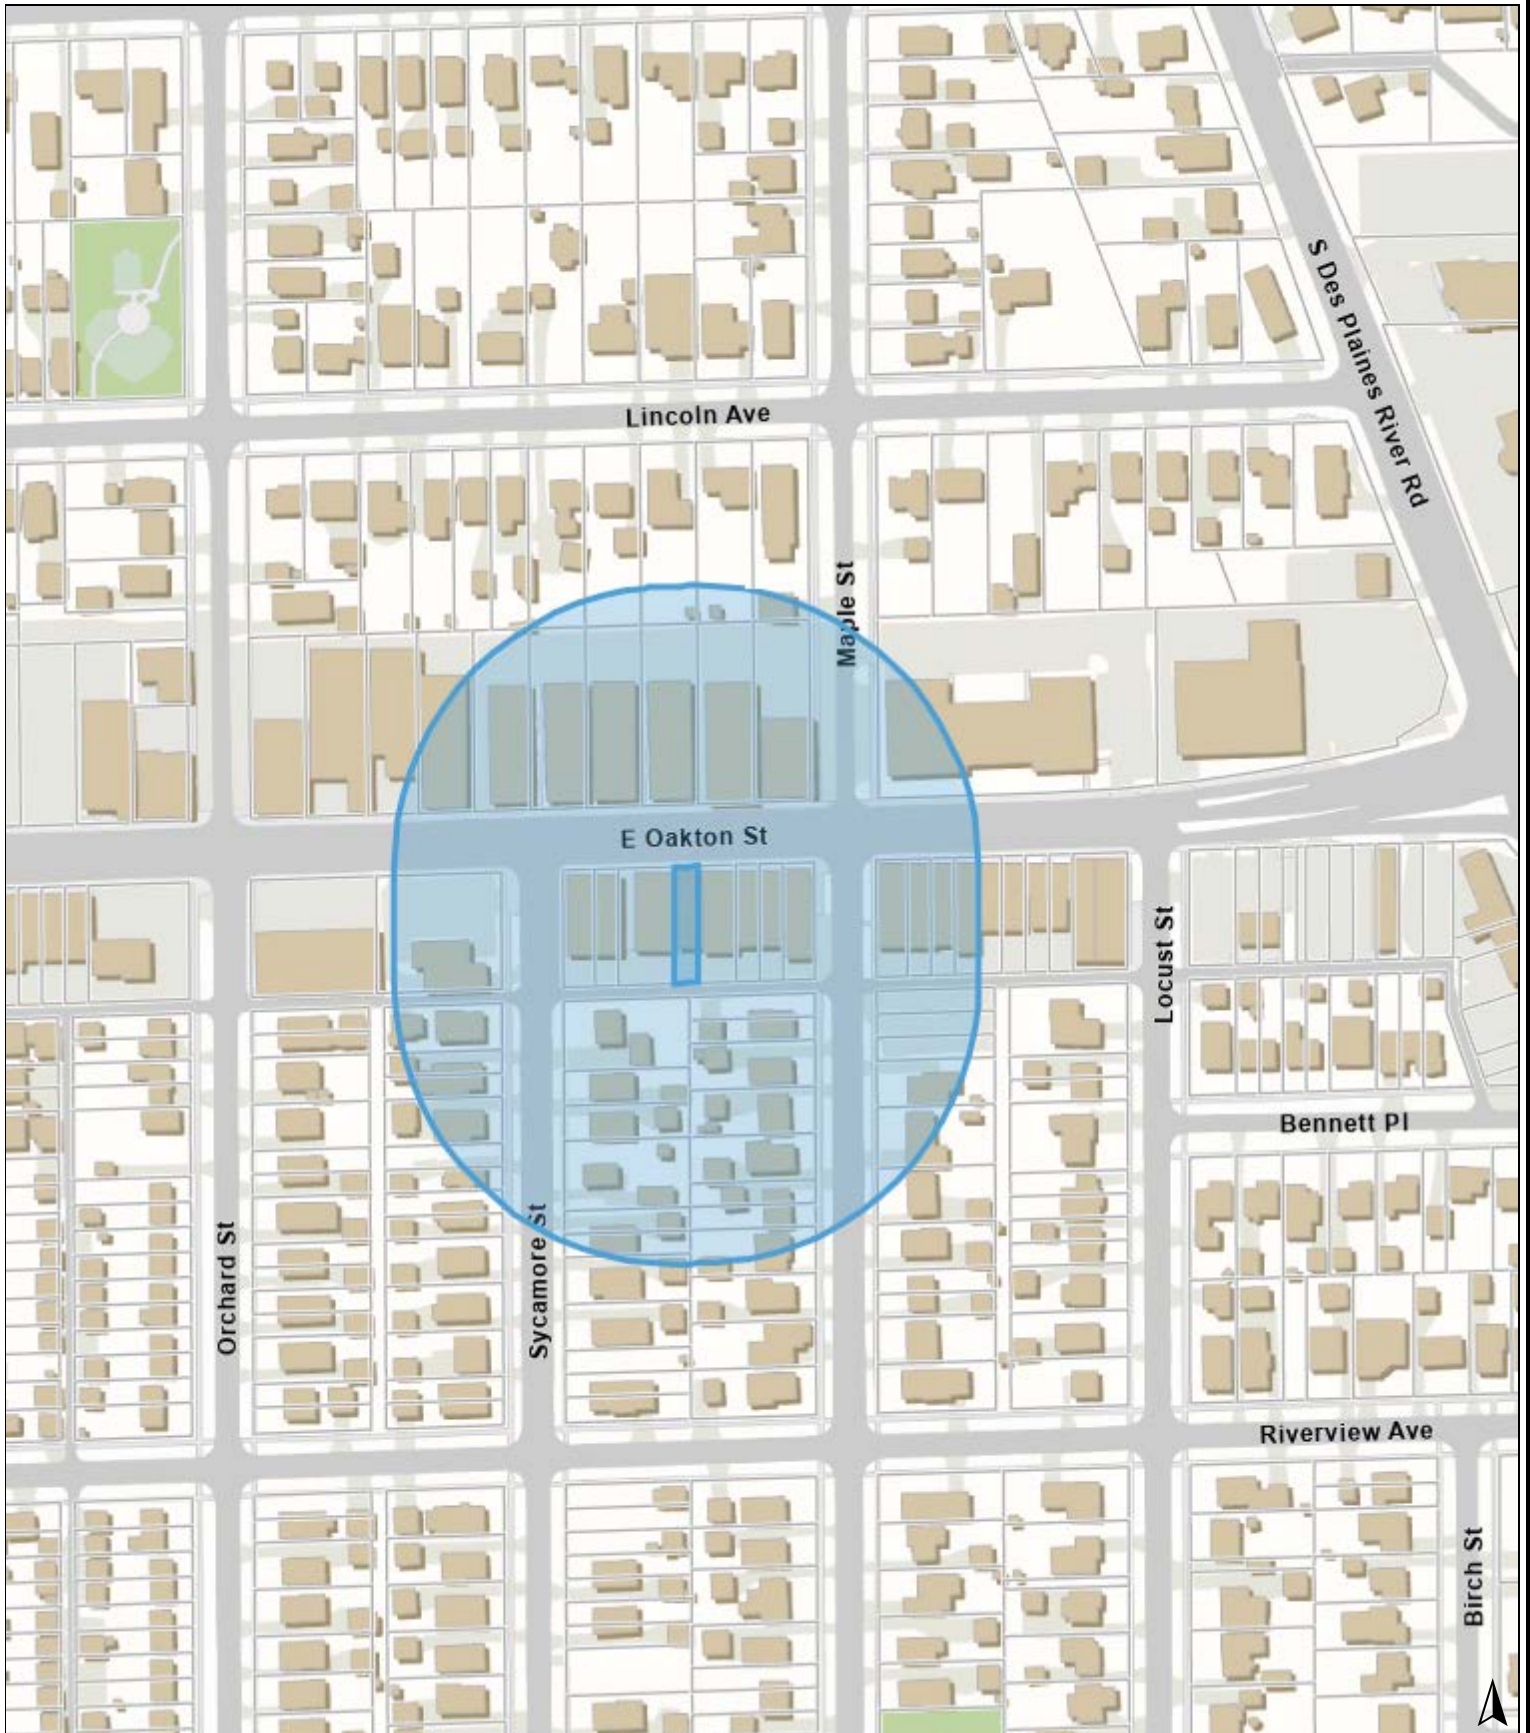 S Des Plaines River Rd
Lincoln Ave
Maple St
E Oakton St
Locust St
Bennett Pl
Orchard St
Sycamore St
Riverview Ave
Birch St